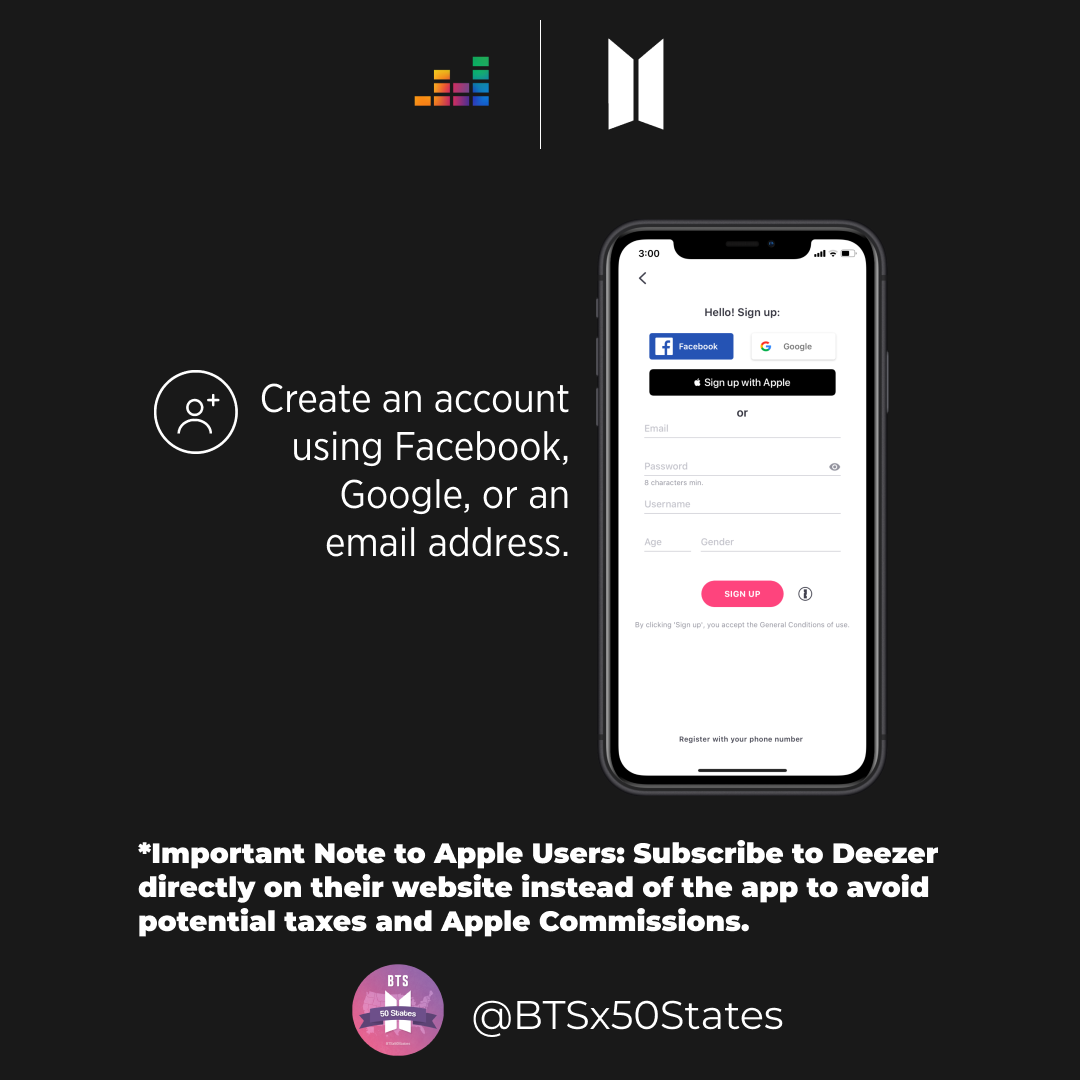 3:00
Hello! Sign up:
Facebook
Google
Sign up with Apple
or
Email
Password
8 characters min.
Username
Age Gender
SIGN UP
By clicking 'Sign up', you accept the General Conditions of use.
Register with your phone number
Create an account
using Facebook,
Google, or an
email address.
*Important Note to Apple Users: Subscribe to Deezer
directly on their website instead of the app to avoid
potential taxes and Apple Commissions.
BTS
50 States
@BTSx50States